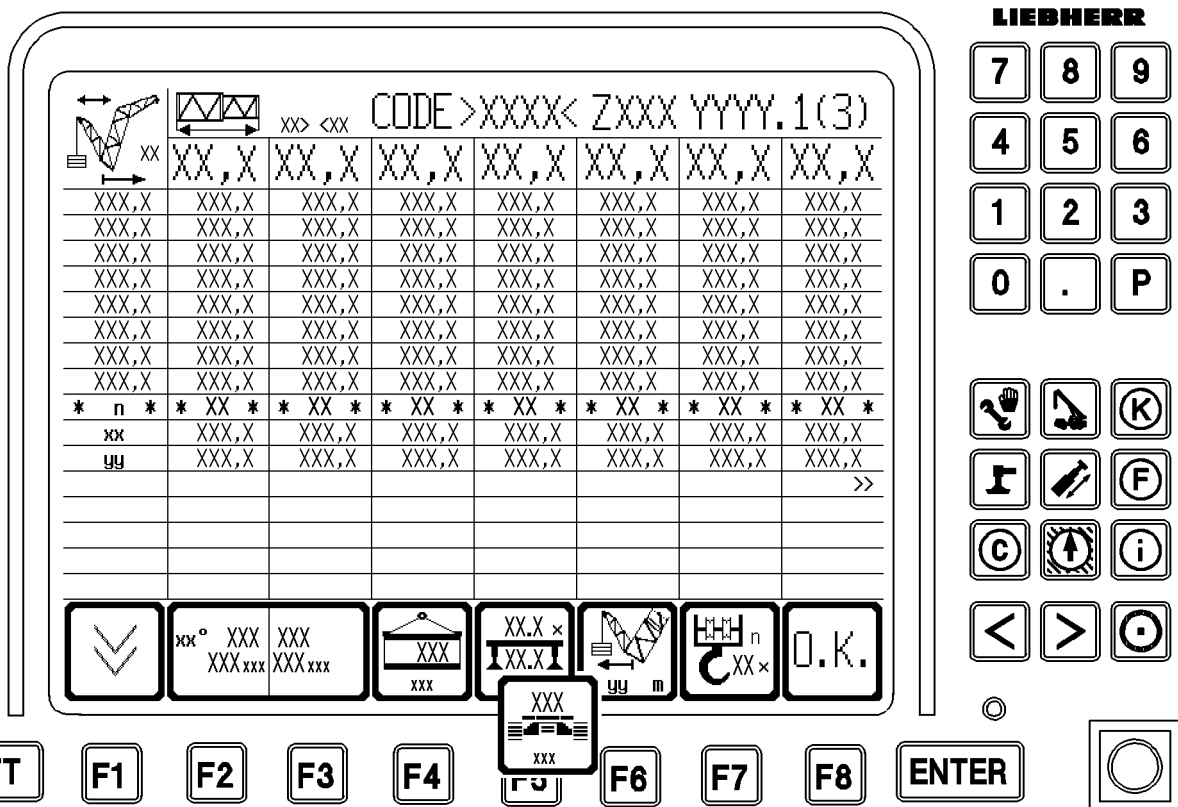 LIEBHERR
XX> <XX CODE >XXXX< ZXXX YYYY.1(3)
XX XX,X XX,X XX,X XX,X XX,X XX,X XX,X
XXX,X XXX,X XXX,X XXX,X XXX,X XXX,X XXX,X XXX,X
XXX,X XXX,X XXX,X XXX,X XXX,X XXX,X XXX,X XXX,X
XXX,X XXX,X XXX,X XXX,X XXX,X XXX,X XXX,X XXX,X
XXX,X XXX,X XXX,X XXX,X XXX,X XXX,X XXX,X XXX,X
XXX,X XXX,X XXX,X XXX,X XXX,X XXX,X XXX,X XXX,X
XXX,X XXX,X XXX,X XXX,X XXX,X XXX,X XXX,X XXX,X
XXX,X XXX,X XXX,X XXX,X XXX,X XXX,X XXX,X XXX,X
XXX,X XXX,X XXX,X XXX,X XXX,X XXX,X XXX,X XXX,X
* n * * XX * * XX * * XX * * XX * * XX * * XX * * XX *
xx XXX,X XXX,X XXX,X XXX,X XXX,X XXX,X XXX,X
yy XXX,X XXX,X XXX,X XXX,X XXX,X XXX,X XXX,X
>>
xx° XXX XXX
XXX xxx XXX xxx
XXX
xxx
XX.X ×
XX.X
yy m
n
XX ×
O.K.
XXX
xxx
F1 F2 F3 F4 F5 F6 F7 F8 ENTER
7 8 9
4 5 6
1 2 3
0 . P
K
F
C i
< >